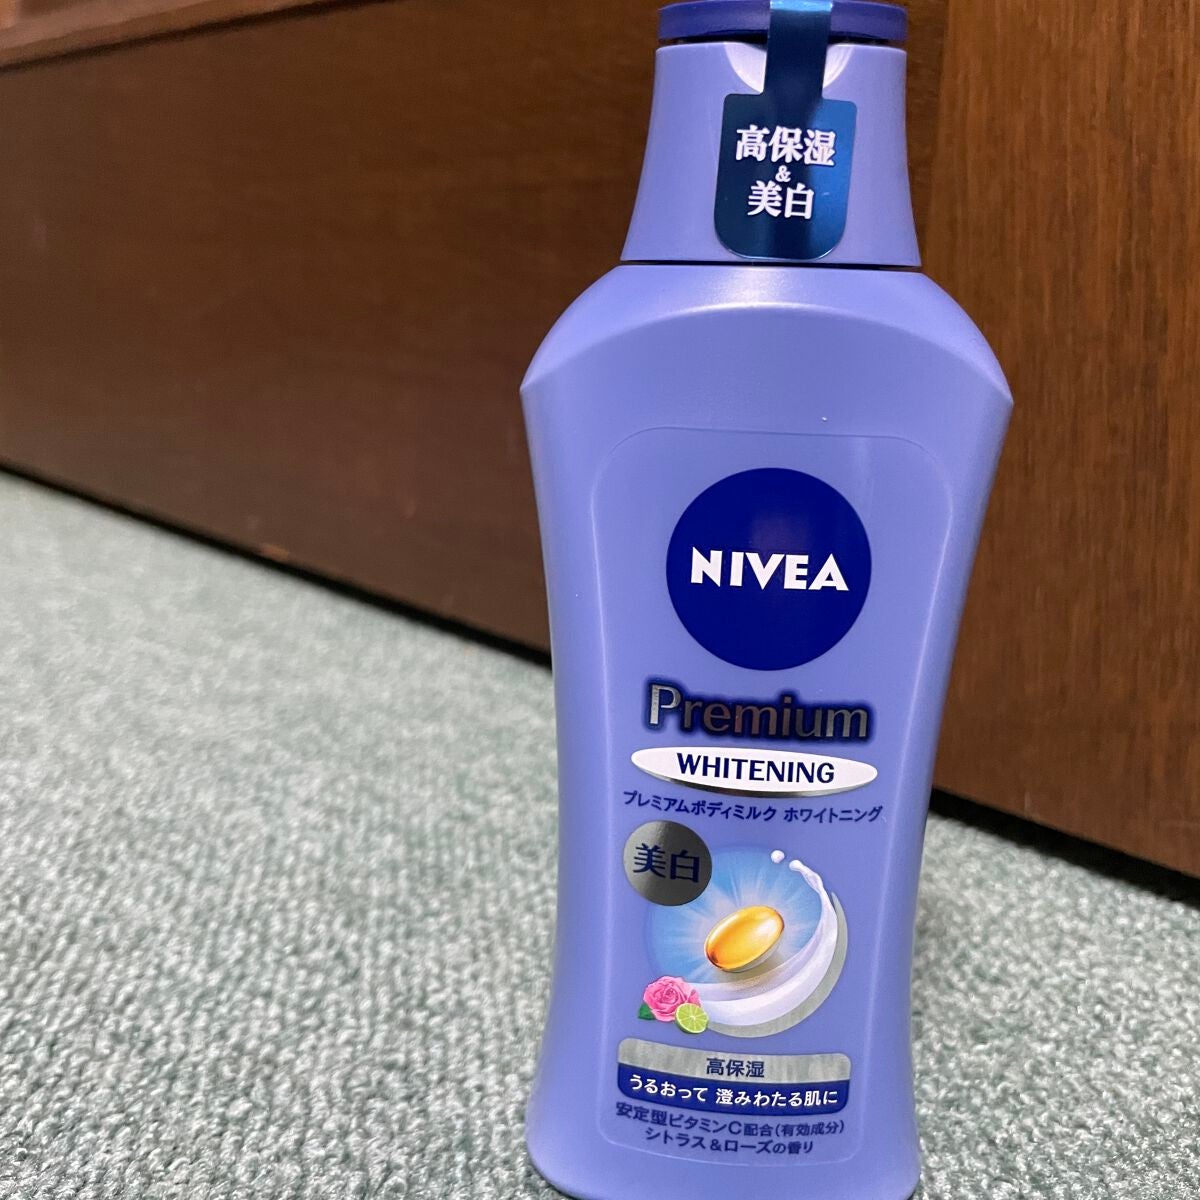 高保湿
&
美白
NIVEA
Premium
WHITENING
プレミアムボディミルク ホワイトニング
美白
高保湿
うるおって 澄みわたる肌に
安定型ビタミンC配合(有効成分)
シトラス&ローズの香り